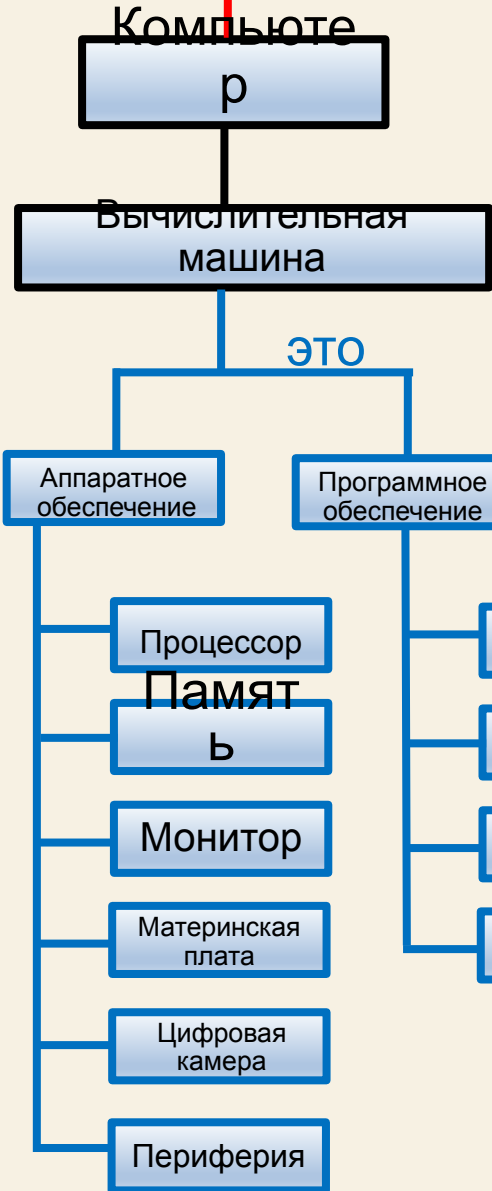 Компьюте
р
Вычислительная
машина
это
Аппаратное
обеспечение
Программное
обеспечение
Процессор
Памят
ь
Монитор
Материнская
плата
Цифровая
камера
Периферия